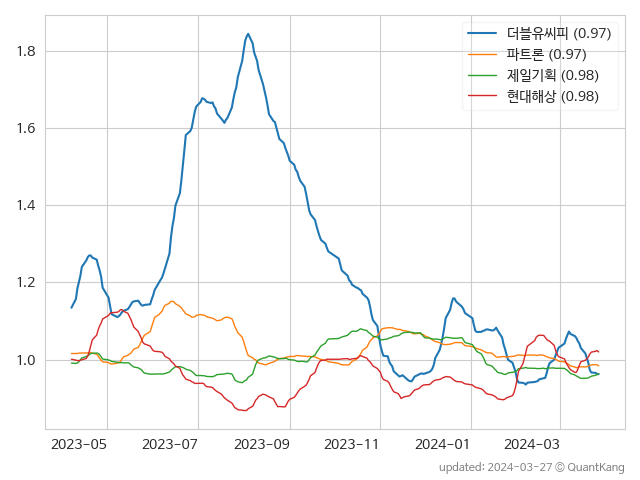 더블유씨피 (0.97)
파트론 (0.97)
제일기획 (0.98)
현대해상 (0.98)
1.8
1.6
1.4
1.2
1.0
2023-05 2023-07 2023-09 2023-11 2024-01 2024-03
updated: 2024-03-27 © QuantKang